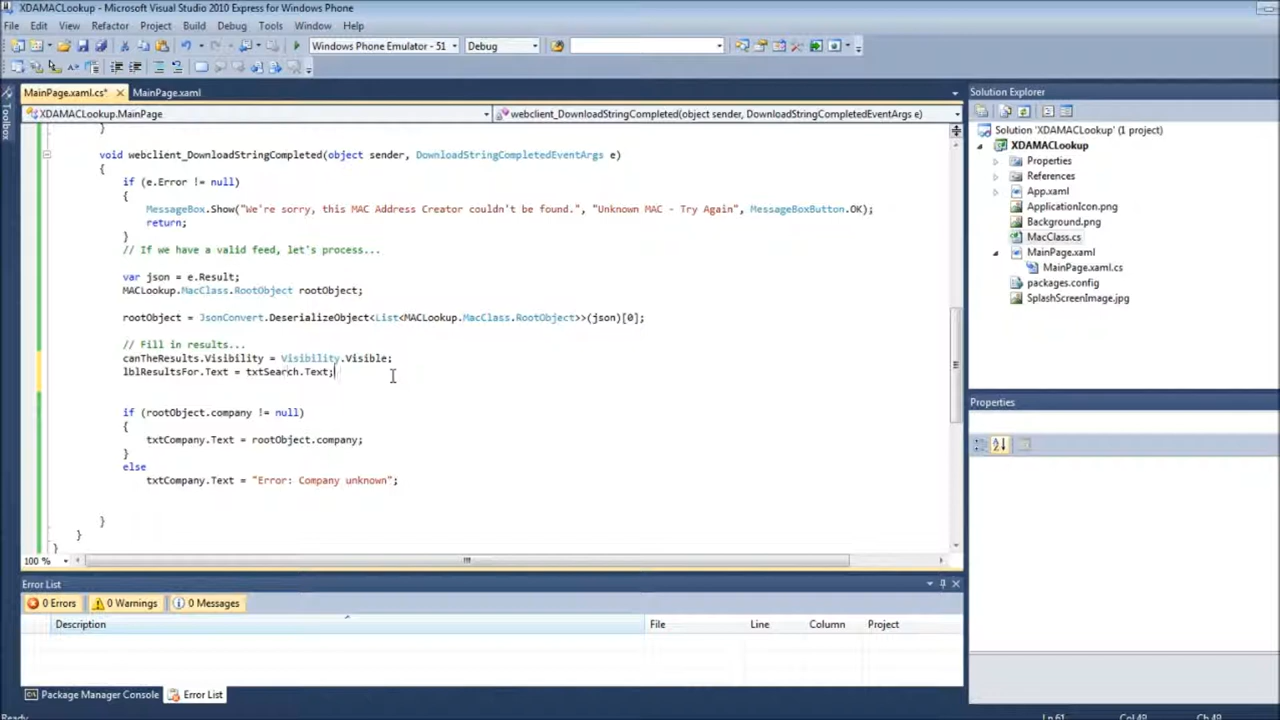 XDAMACLookup - Microsoft Visual Studio 2010 Express for Windows Phone
File Edit View Refactor Project Build Debug Tools Window Help
Windows Phone Emulator - 51 Debug
MainPage.xaml.cs* MainPage.xaml
Toolbox
XDAMACLookup.MainPage webclient_DownloadStringCompleted(object sender, DownloadStringCompletedEventArgs e)
}
void webclient_DownloadStringCompleted(object sender, DownloadStringCompletedEventArgs e)
{
if (e.Error != null)
{
MessageBox.Show("We're sorry, this MAC Address Creator couldn't be found.", "Unknown MAC - Try Again", MessageBoxButton.OK);
return;
}
// If we have a valid feed, let's process...
var json = e.Result;
MACLookup.MacClass.RootObject rootObject;
rootObject = JsonConvert.DeserializeObject<List<MACLookup.MacClass.RootObject>>(json)[0];
// Fill in results...
canTheResults.Visibility = Visibility.Visible;
lblResultsFor.Text = txtSearch.Text;
if (rootObject.company != null)
{
txtCompany.Text = rootObject.company;
}
else
txtCompany.Text = "Error: Company unknown";
}
}
}
100 %
Solution Explorer
Solution 'XDAMACLookup' (1 project)
XDAMACLookup
Properties
References
App.xaml
ApplicationIcon.png
Background.png
MacClass.cs
MainPage.xaml
MainPage.xaml.cs
packages.config
SplashScreenImage.jpg
Properties
Error List
0 Errors 0 Warnings 0 Messages
Description File Line Column Project
Package Manager Console Error List
Ready Ln 61 Col 49 Ch 49